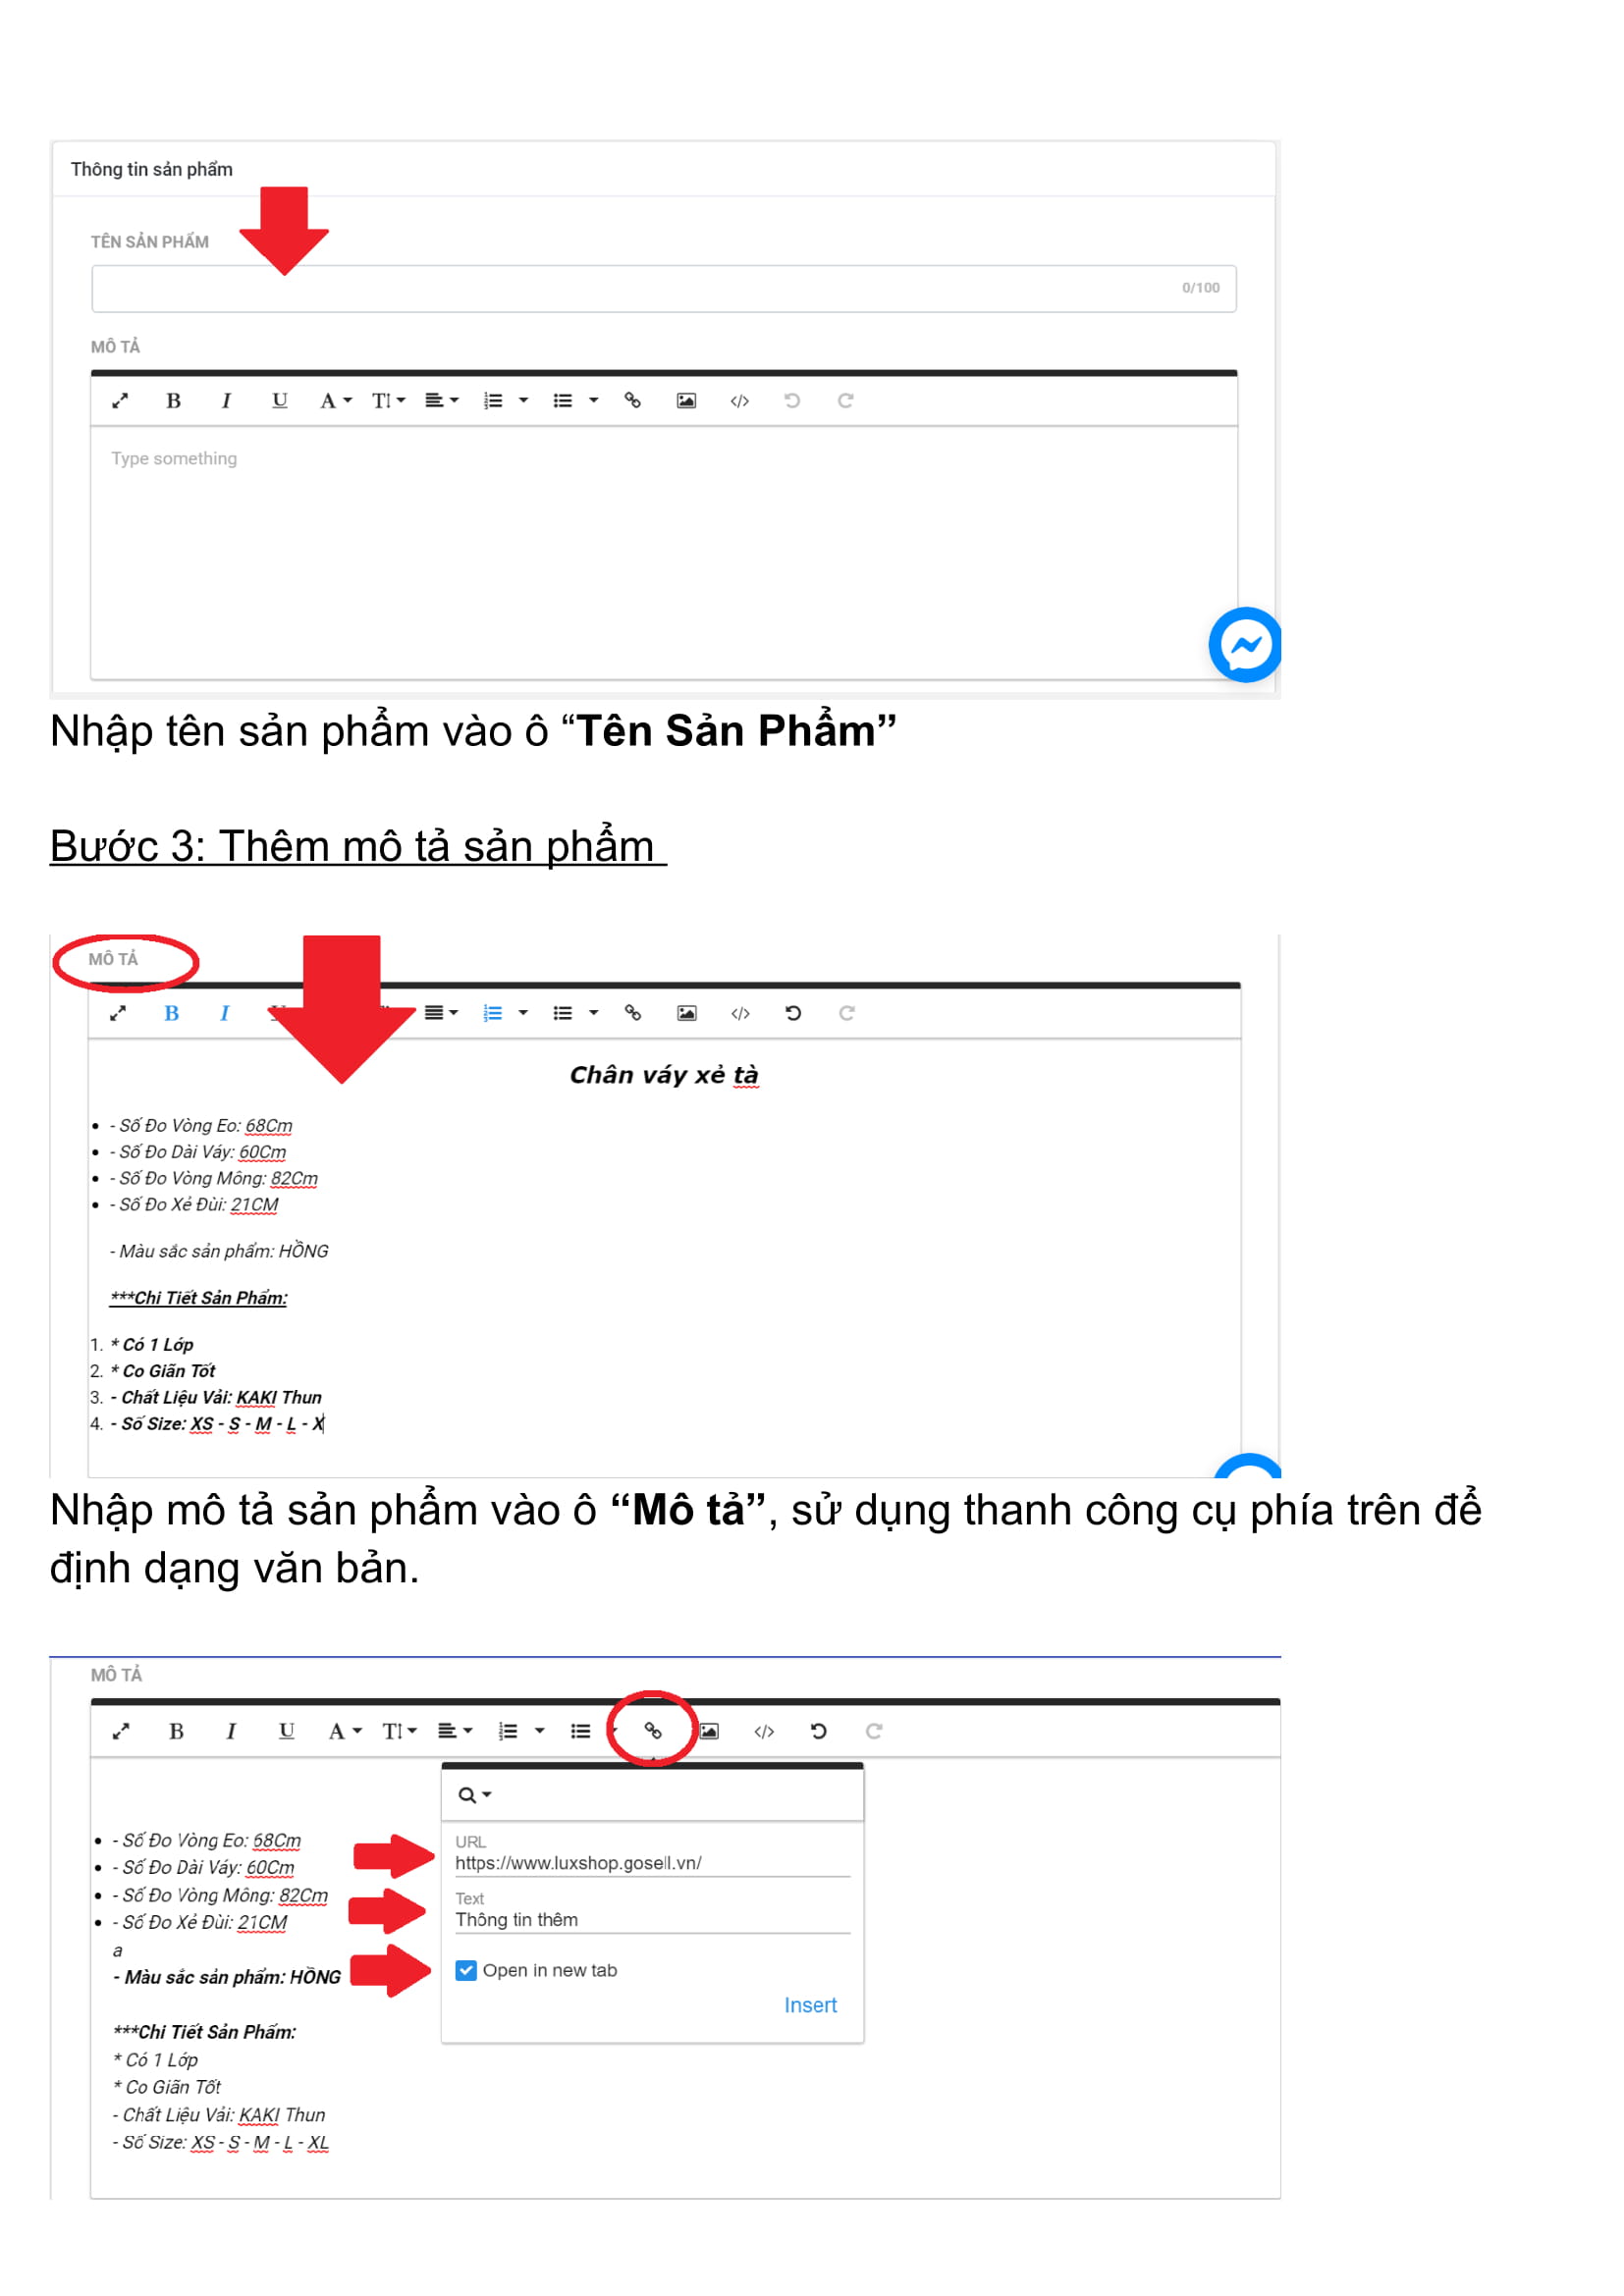 Thông tin sản phẩm
TÊN SẢN PHẨM
0/100
MÔ TẢ
B I U A T
Type something
Nhập tên sản phẩm vào ô “Tên Sản Phẩm”
Bước 3: Thêm mô tả sản phẩm
MÔ TẢ
B I
Chân váy xẻ tà
- Số Đo Vòng Eo: 68Cm
- Số Đo Dài Váy: 60Cm
- Số Đo Vòng Mông: 82Cm
- Số Đo Xẻ Đùi: 21CM
- Màu sắc sản phẩm: HỒNG
***Chi Tiết Sản Phẩm:
1. * Có 1 Lớp
2. * Co Giãn Tốt
3. - Chất Liệu Vải: KAKI Thun
4. - Số Size: XS - S - M - L - X
Nhập mô tả sản phẩm vào ô “Mô tả”, sử dụng thanh công cụ phía trên để
định dạng văn bản.
MÔ TẢ
B I U A T
- Số Đo Vòng Eo: 68Cm
- Số Đo Dài Váy: 60Cm
- Số Đo Vòng Mông: 82Cm
- Số Đo Xẻ Đùi: 21CM
a
- Màu sắc sản phẩm: HỒNG
***Chi Tiết Sản Phẩm:
* Có 1 Lớp
* Co Giãn Tốt
- Chất Liệu Vải: KAKI Thun
- Số Size: XS - S - M - L - XL
URL
https://www.luxshop.gosell.vn/
Text
Thông tin thêm
Open in new tab
Insert